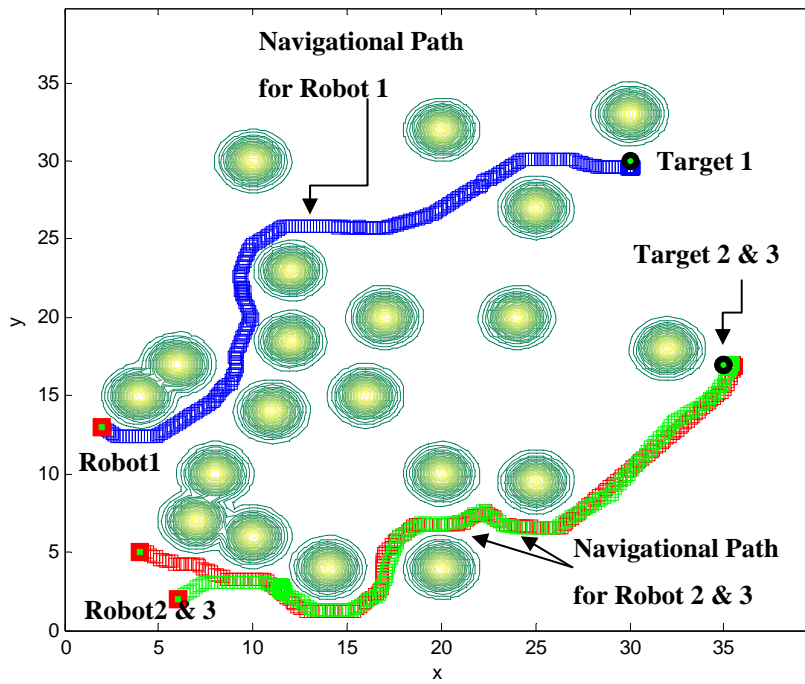 Navigational Path
for Robot 1
Target 1
Target 2 & 3
Robot1
Robot2 & 3
Navigational Path
for Robot 2 & 3
y
35
30
25
20
15
10
5
0
0 5 10 15 20 25 30 35
x